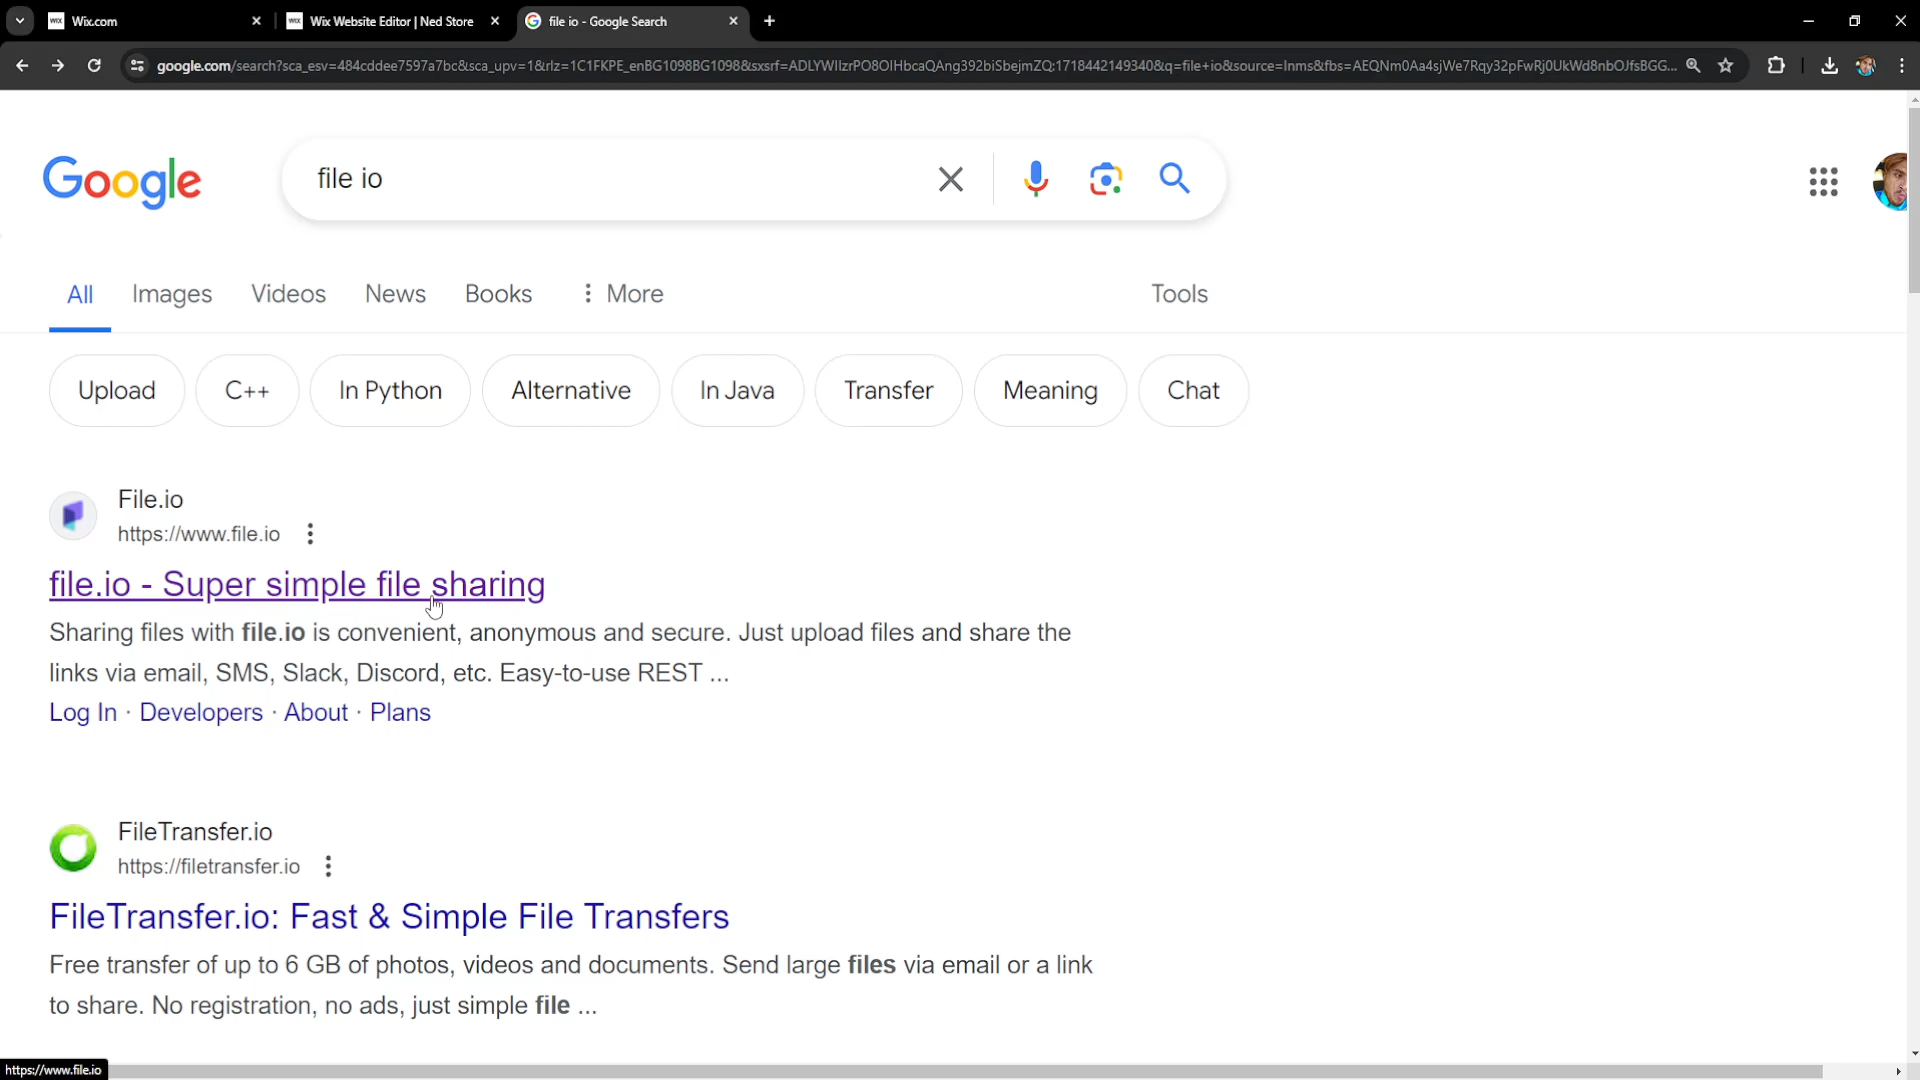 Wix.com
Wix Website Editor | Ned Store
file io - Google Search
google.com/search?sca_esv=484cddee7597a7bc&sca_upv=1&rlz=1C1FKPE_enBG1098BG1098&sxsrf=ADLYWIIzrPO8OIHbcaQAng392biSbejmZQ:1718442149340&q=file+io&source=lnms&fbs=AEQNm0Aa4sjWe7Rqy32pFwRj0UkWd8nbOJfsBGG...
Google
file io
All Images Videos News Books More Tools
Upload C++ In Python Alternative In Java Transfer Meaning Chat
File.io
https://www.file.io
file.io - Super simple file sharing
Sharing files with file.io is convenient, anonymous and secure. Just upload files and share the
links via email, SMS, Slack, Discord, etc. Easy-to-use REST ...
Log In · Developers · About · Plans
FileTransfer.io
https://filetransfer.io
FileTransfer.io: Fast & Simple File Transfers
Free transfer of up to 6 GB of photos, videos and documents. Send large files via email or a link
to share. No registration, no ads, just simple file ...
https://www.file.io